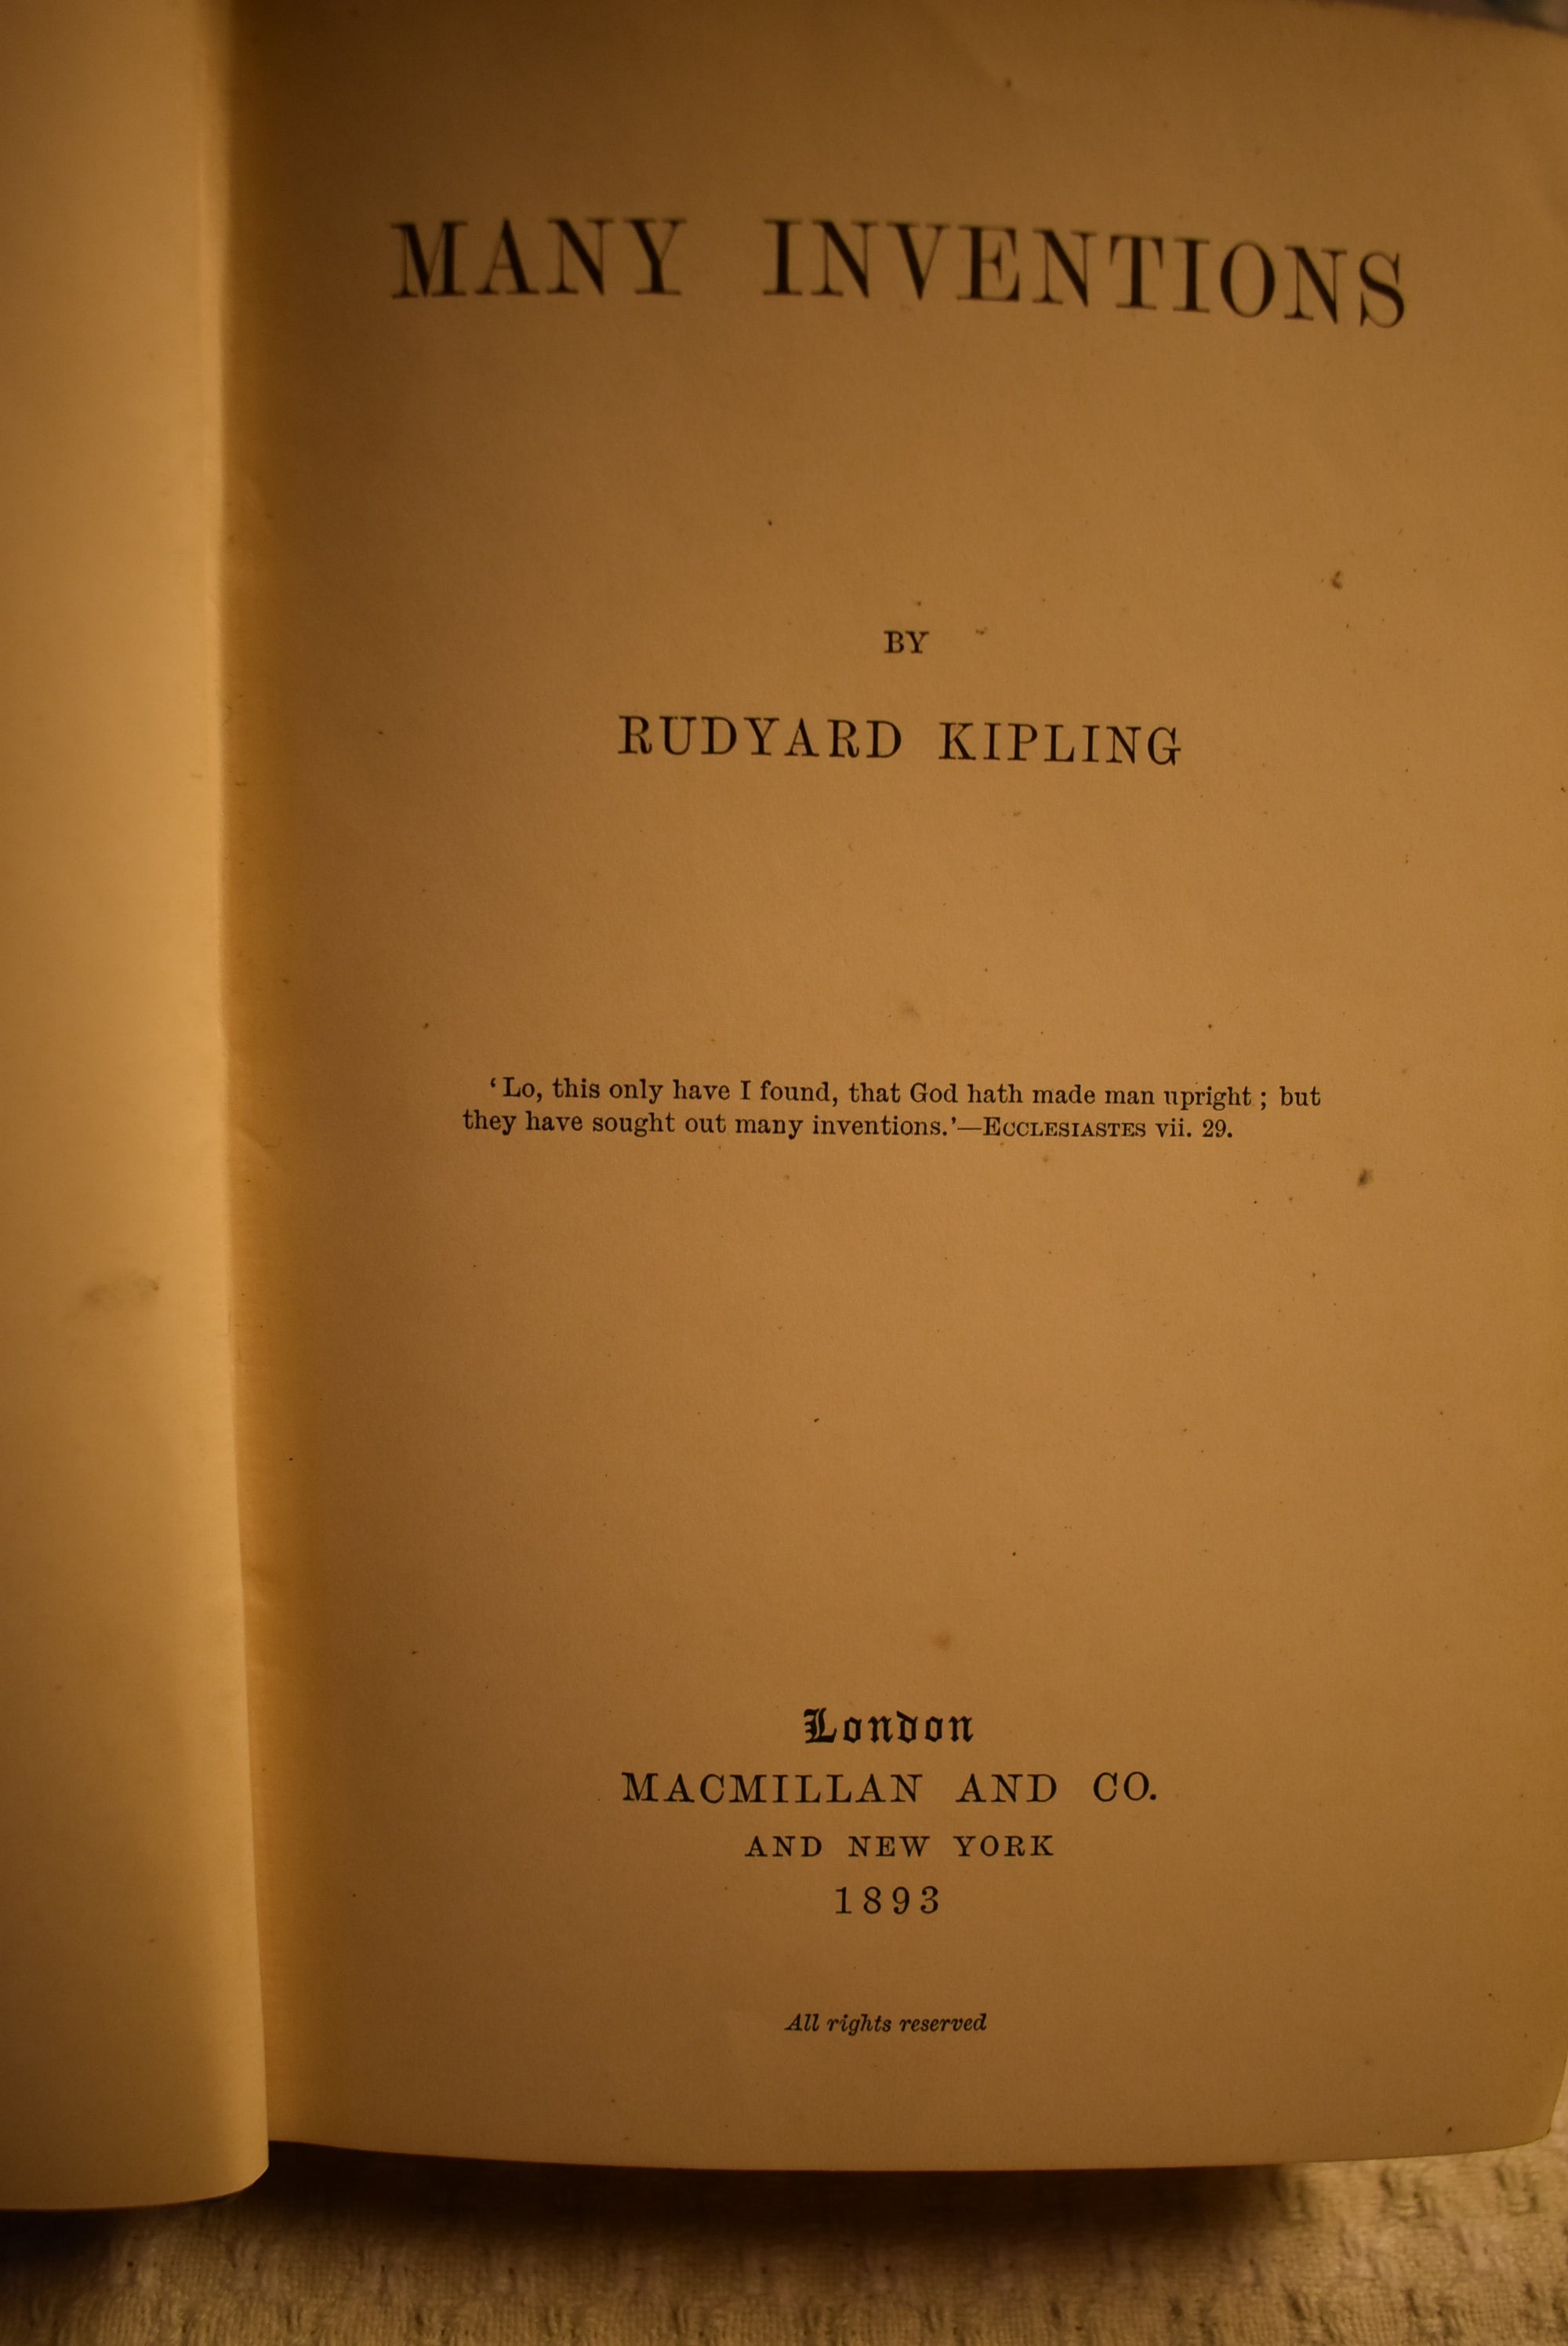 MANY INVENTIONS
BY
RUDYARD KIPLING
‘Lo, this only have I found, that God hath made man upright ; but
they have sought out many inventions.’—ECCLESIASTES vii. 29.
London
MACMILLAN AND CO.
AND NEW YORK
1893
All rights reserved